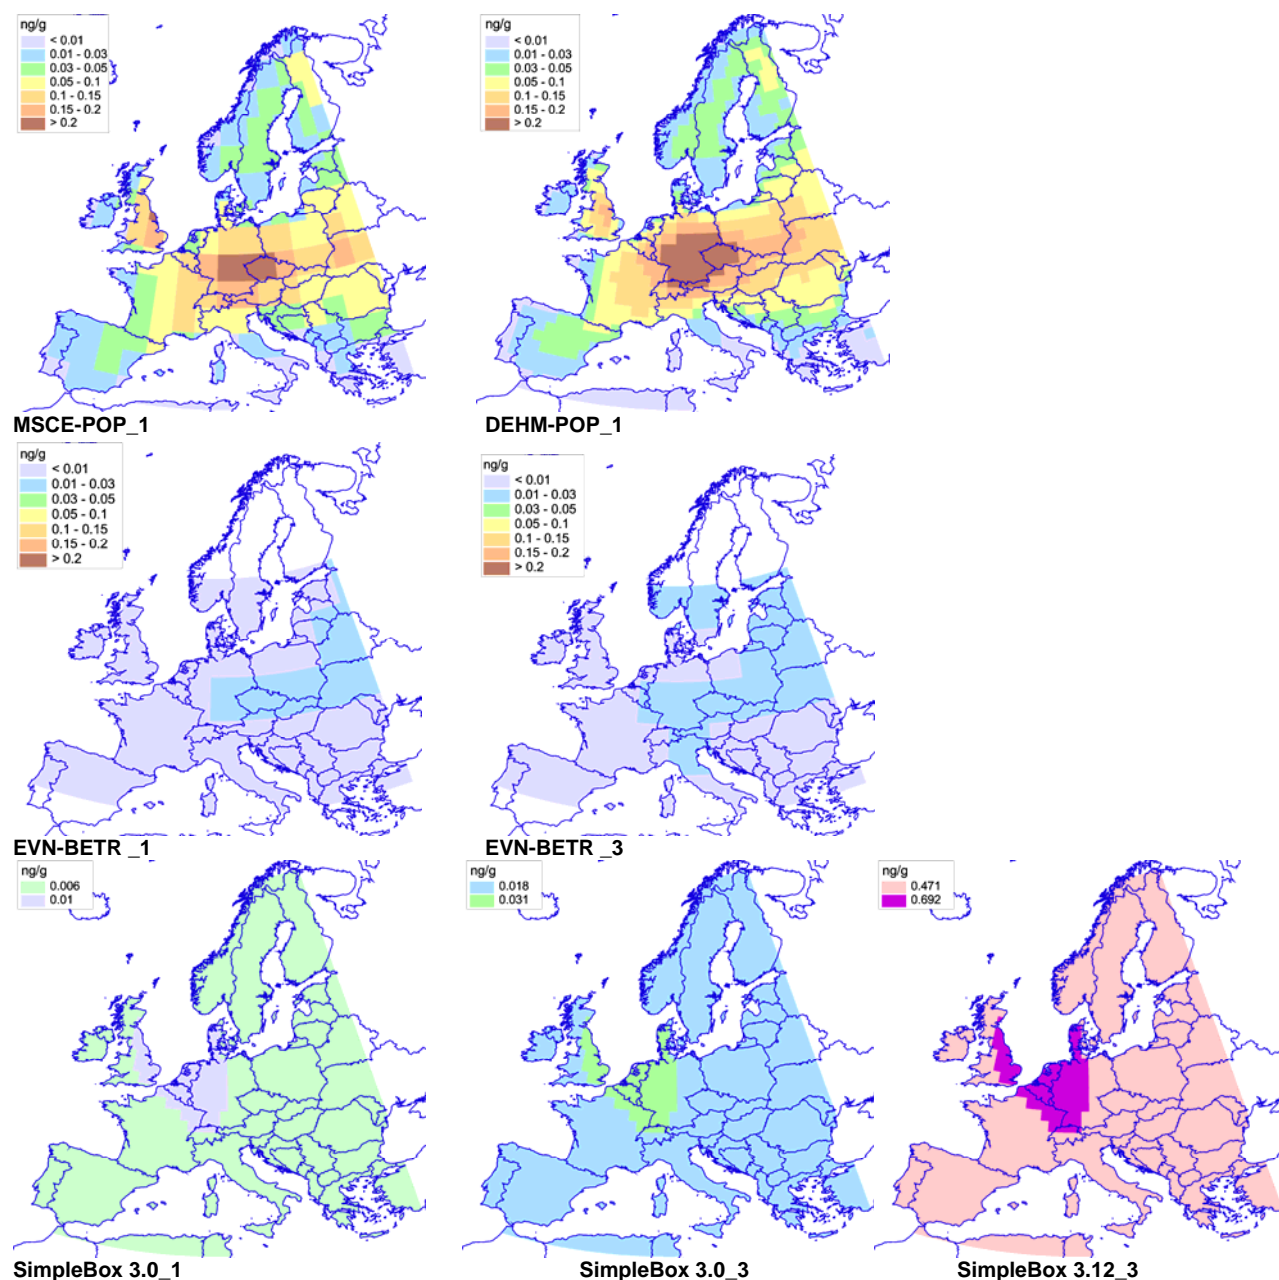 ng/g
< 0.01
0.01 - 0.03
0.03 - 0.05
0.05 - 0.1
0.1 - 0.15
0.15 - 0.2
> 0.2
ng/g
< 0.01
0.01 - 0.03
0.03 - 0.05
0.05 - 0.1
0.1 - 0.15
0.15 - 0.2
> 0.2
MSCE-POP_1
DEHM-POP_1
ng/g
< 0.01
0.01 - 0.03
0.03 - 0.05
0.05 - 0.1
0.1 - 0.15
0.15 - 0.2
> 0.2
ng/g
< 0.01
0.01 - 0.03
0.03 - 0.05
0.05 - 0.1
0.1 - 0.15
0.15 - 0.2
> 0.2
EVN-BETR _1
EVN-BETR _3
ng/g
0.006
0.01
ng/g
0.018
0.031
ng/g
0.471
0.692
SimpleBox 3.0_1
SimpleBox 3.0_3
SimpleBox 3.12_3